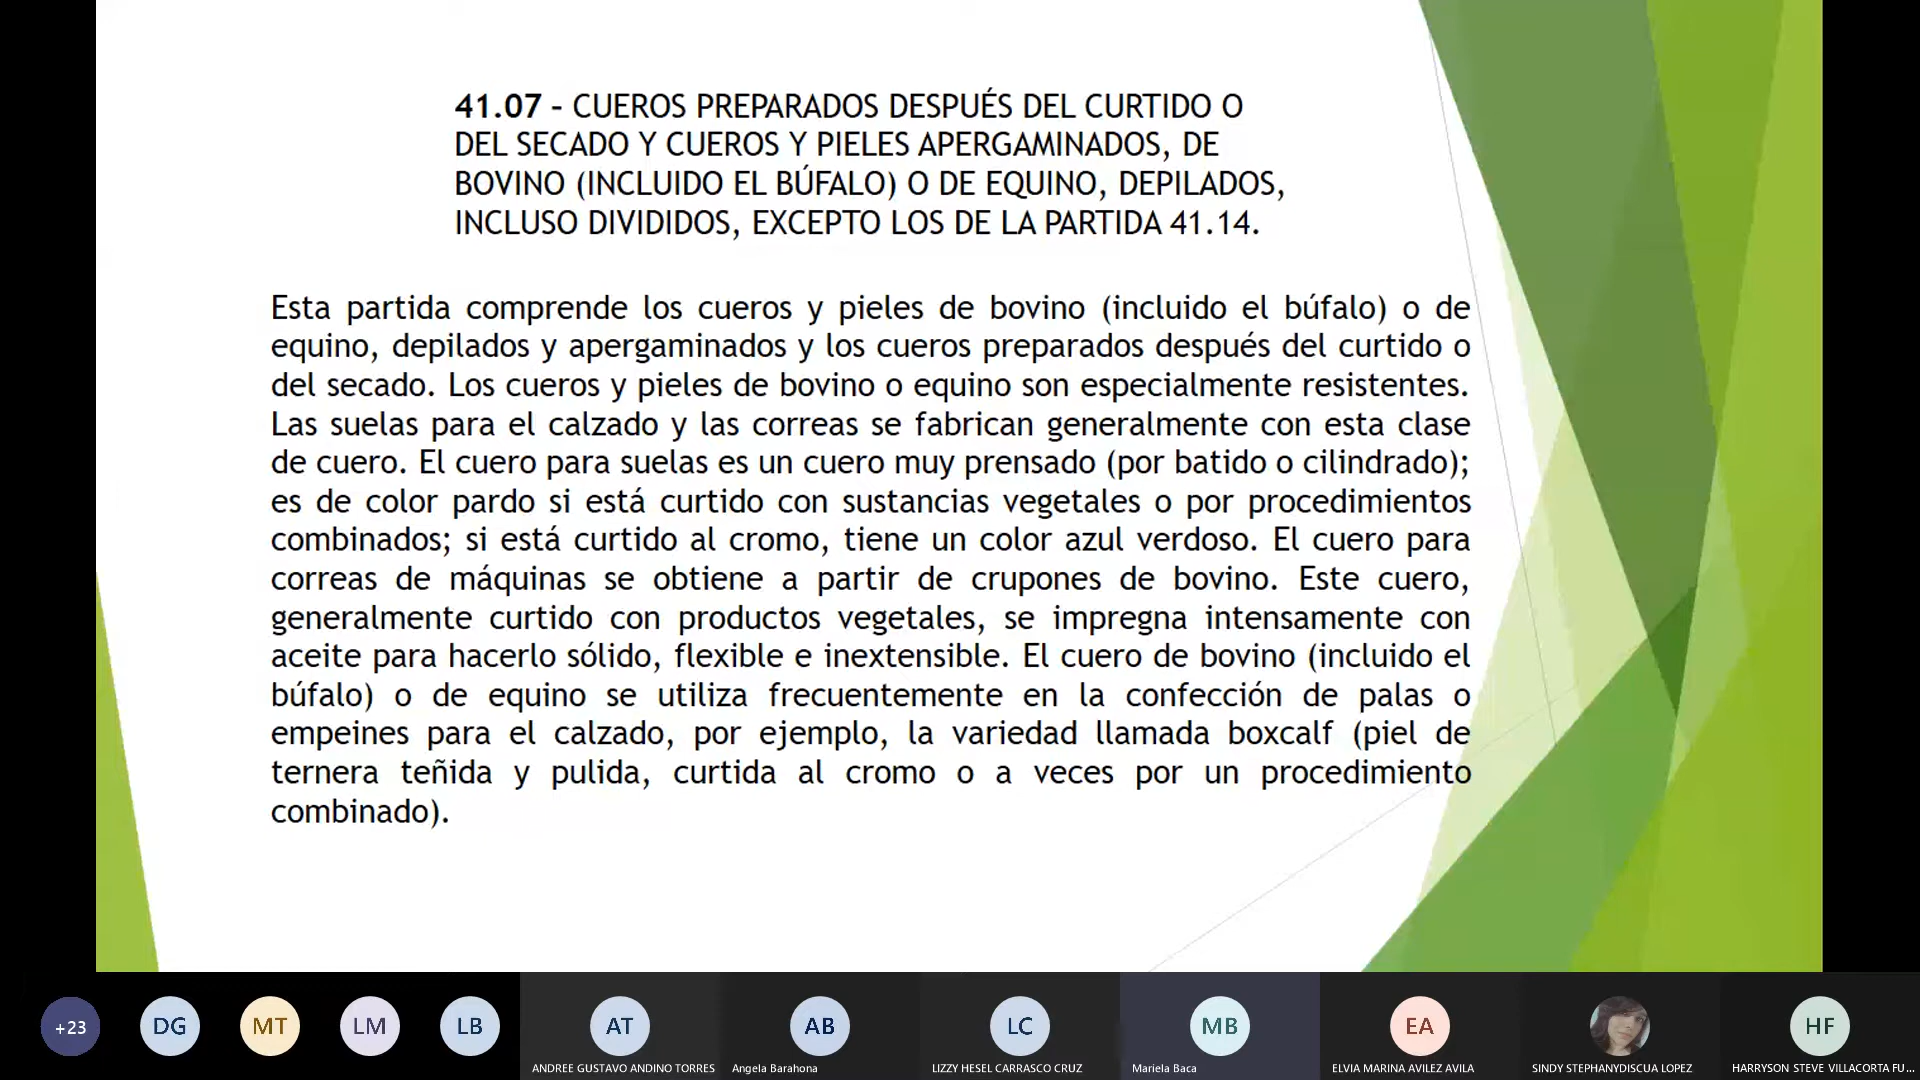 41.07 – CUEROS PREPARADOS DESPUÉS DEL CURTIDO O
DEL SECADO Y CUEROS Y PIELES APERGAMINADOS, DE
BOVINO (INCLUIDO EL BÚFALO) O DE EQUINO, DEPILADOS,
INCLUSO DIVIDIDOS, EXCEPTO LOS DE LA PARTIDA 41.14.
Esta partida comprende los cueros y pieles de bovino (incluido el búfalo) o de
equino, depilados y apergaminados y los cueros preparados después del curtido o
del secado. Los cueros y pieles de bovino o equino son especialmente resistentes.
Las suelas para el calzado y las correas se fabrican generalmente con esta clase
de cuero. El cuero para suelas es un cuero muy prensado (por batido o cilindrado);
es de color pardo si está curtido con sustancias vegetales o por procedimientos
combinados; si está curtido al cromo, tiene un color azul verdoso. El cuero para
correas de máquinas se obtiene a partir de crupones de bovino. Este cuero,
generalmente curtido con productos vegetales, se impregna intensamente con
aceite para hacerlo sólido, flexible e inextensible. El cuero de bovino (incluido el
búfalo) o de equino se utiliza frecuentemente en la confección de palas o
empeines para el calzado, por ejemplo, la variedad llamada boxcalf (piel de
ternera teñida y pulida, curtida al cromo o a veces por un procedimiento
combinado).
+23 DG MT LM LB AT AB LC MB EA HF
ANDREE GUSTAVO ANDINO TORRES Angela Barahona LIZZY HESEL CARRASCO CRUZ Mariela Baca ELVIA MARINA AVILEZ AVILA SINDY STEPHANYDISCUA LOPEZ HARRYSON STEVE VILLACORTA FU...